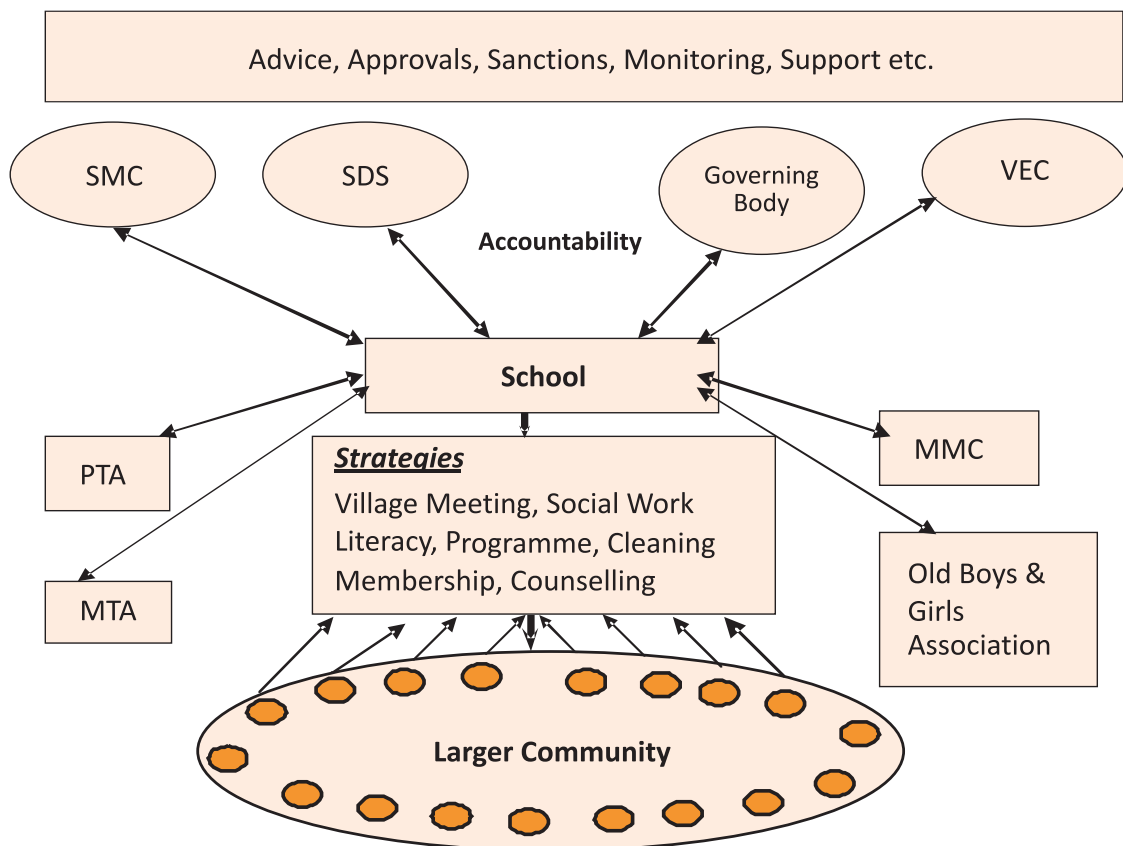 Advice, Approvals, Sanctions, Monitoring, Support etc.
SMC
SDS
Governing
Body
VEC
Accountability
School
PTA
MMC
Strategies
Village Meeting, Social Work
Literacy, Programme, Cleaning
Membership, Counselling
MTA
Old Boys &
Girls
Association
Larger Community